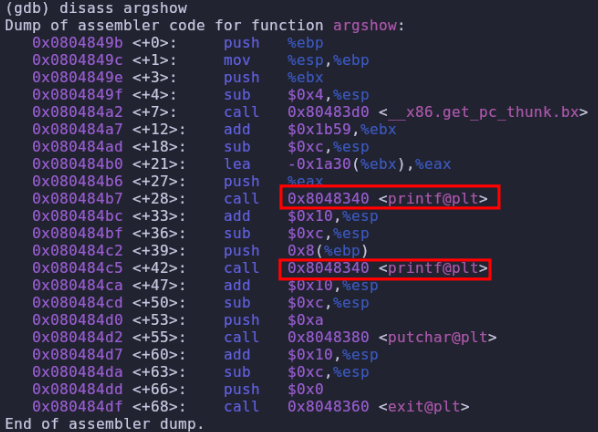 (gdb) disass argshow
Dump of assembler code for function argshow:
0x0804849b <+0>: push %ebp
0x0804849c <+1>: mov %esp,%ebp
0x0804849e <+3>: push %ebx
0x0804849f <+4>: sub $0x4,%esp
0x080484a2 <+7>: call 0x80483d0 <__x86.get_pc_thunk.bx>
0x080484a7 <+12>: add $0x1b59,%ebx
0x080484ad <+18>: sub $0xc,%esp
0x080484b0 <+21>: lea -0x1a30(%ebx),%eax
0x080484b6 <+27>: push %eax
0x080484b7 <+28>: call 0x8048340 <printf@plt>
0x080484bc <+33>: add $0x10,%esp
0x080484bf <+36>: sub $0xc,%esp
0x080484c2 <+39>: push 0x8(%ebp)
0x080484c5 <+42>: call 0x8048340 <printf@plt>
0x080484ca <+47>: add $0x10,%esp
0x080484cd <+50>: sub $0xc,%esp
0x080484d0 <+53>: push $0xa
0x080484d2 <+55>: call 0x8048380 <putchar@plt>
0x080484d7 <+60>: add $0x10,%esp
0x080484da <+63>: sub $0xc,%esp
0x080484dd <+66>: push $0x0
0x080484df <+68>: call 0x8048360 <exit@plt>
End of assembler dump.